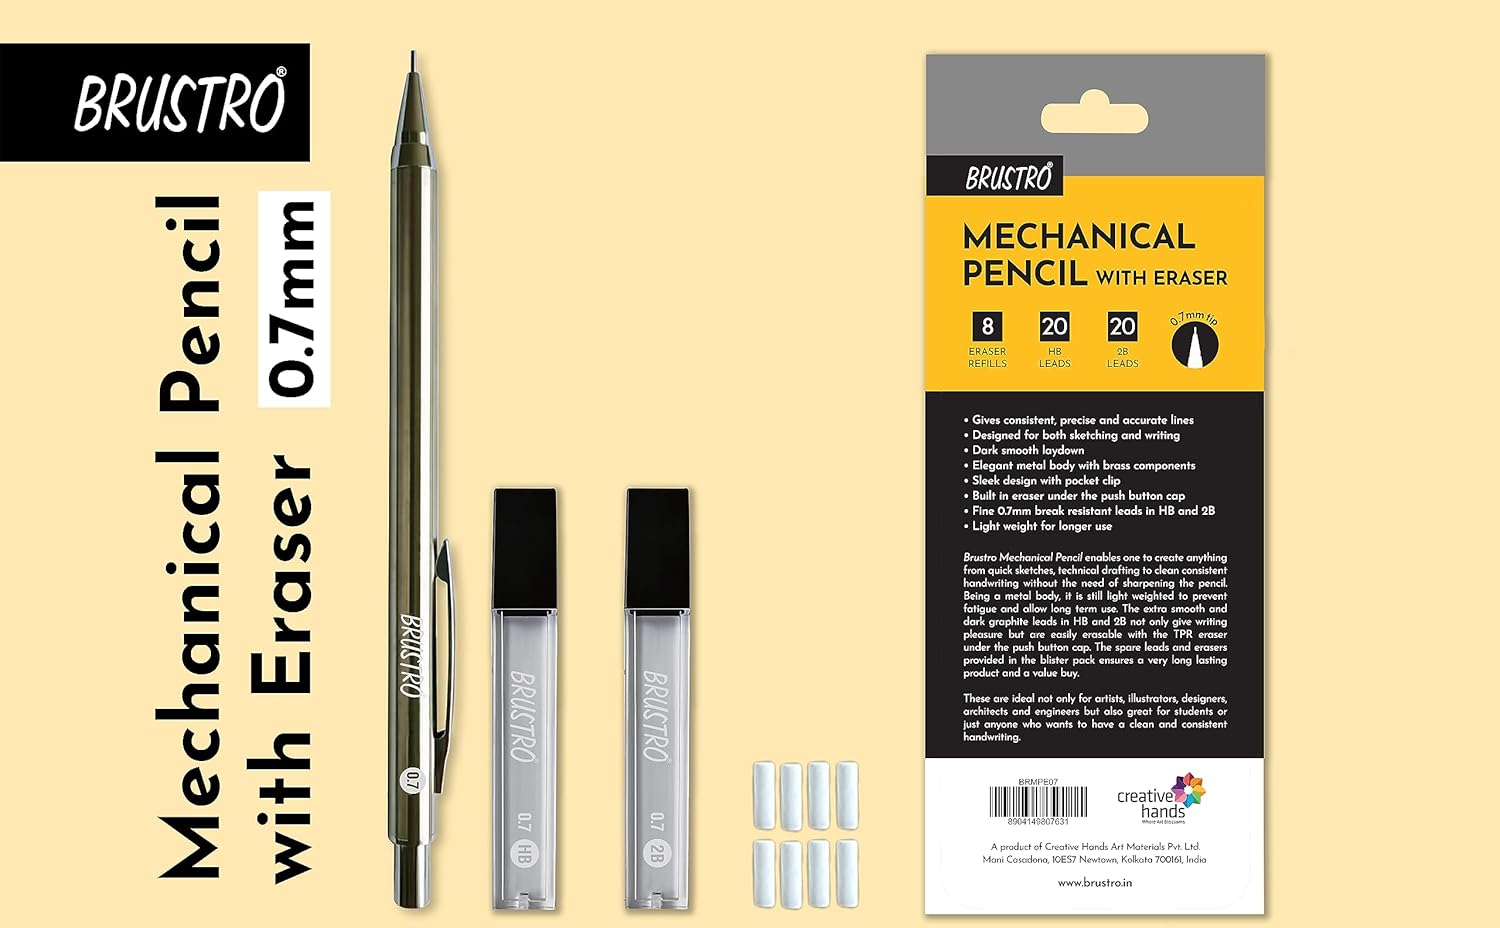 BRUSTRO®
Mechanical Pencil
with Eraser 0.7mm
BRUSTRO
0.7
BRUSTRO
0.7 HB
BRUSTRO
0.7 2B
BRUSTRO®
MECHANICAL
PENCIL WITH ERASER
8
ERASER
REFILLS
20
HB
LEADS
20
2B
LEADS
0.7mm tip
• Gives consistent, precise and accurate lines
• Designed for both sketching and writing
• Dark smooth laydown
• Elegant metal body with brass components
• Sleek design with pocket clip
• Built in eraser under the push button cap
• Fine 0.7mm break resistant leads in HB and 2B
• Light weight for longer use
Brustro Mechanical Pencil enables one to create anything
from quick sketches, technical drafting to clean consistent
handwriting without the need of sharpening the pencil.
Being a metal body, it is still light weighted to prevent
fatigue and allow long term use. The extra smooth and
dark graphite leads in HB and 2B not only give writing
pleasure but are easily erasable with the TPR eraser
under the push button cap. The spare leads and erasers
provided in the blister pack ensures a very long lasting
product and a value buy.
These are ideal not only for artists, illustrators, designers,
architects and engineers but also great for students or
just anyone who wants to have a clean and consistent
handwriting.
BRMPE07
8904149807631
creative
hands
Where Art Blossoms
A product of Creative Hands Art Materials Pvt. Ltd.
Mani Casadona, 10ES7 Newtown, Kolkata 700161, India
www.brustro.in